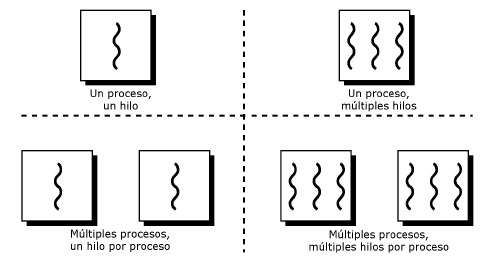 Un proceso,
un hilo
Un proceso,
múltiples hilos
Múltiples procesos,
un hilo por proceso
Múltiples procesos,
múltiples hilos por proceso